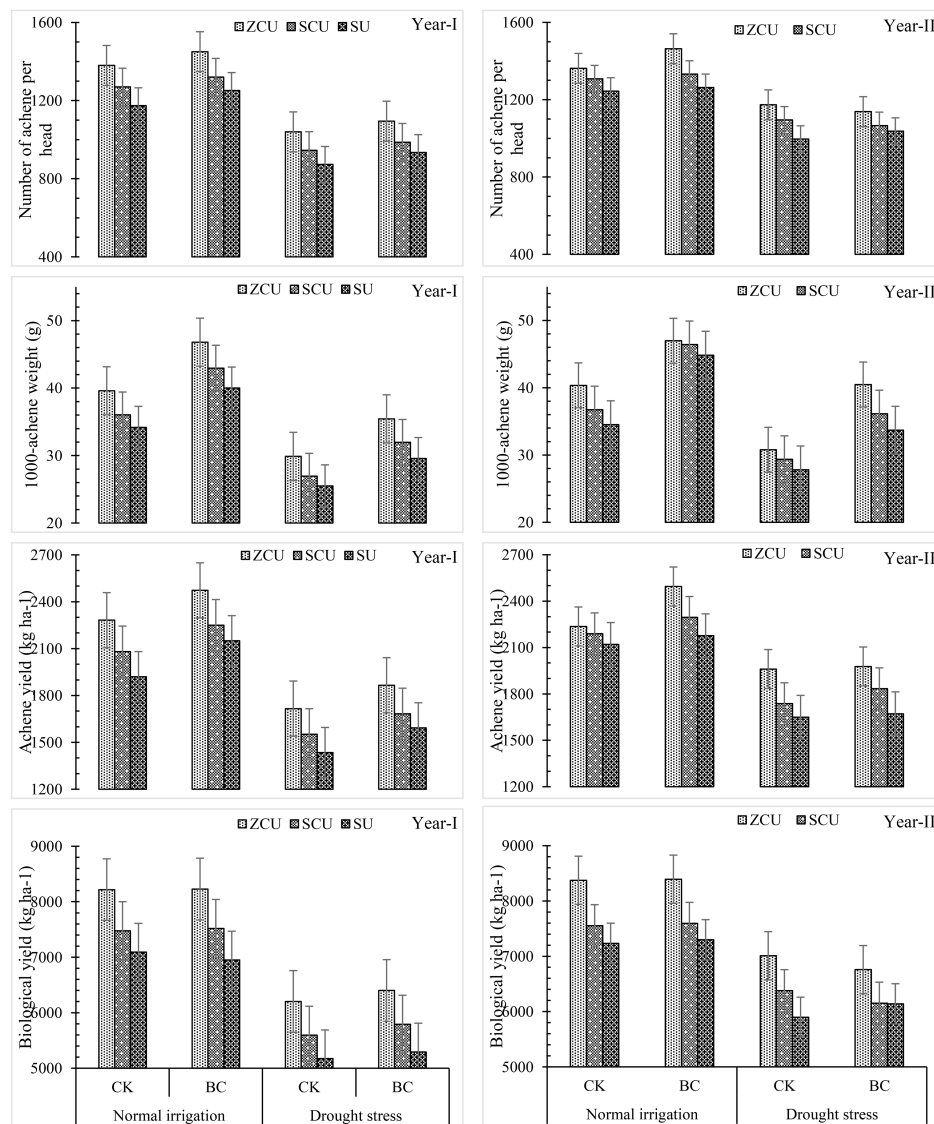 ZCU SCU SU Year-I
Number of achene per
head
1600
1200
800
400
ZCU SCU Year-II
Number of achene per
head
1600
1200
800
400
ZCU SCU SU Year-I
1000-achene weight (g)
50
40
30
20
ZCU SCU Year-II
1000-achene weight (g)
50
40
30
20
ZCU SCU SU Year-I
Achene yield (kg ha-1)
2700
2400
2100
1800
1500
1200
ZCU SCU Year-II
Achene yield (kg ha-1)
2700
2400
2100
1800
1500
1200
ZCU SCU SU Year-I
Biological yield (kg ha-1)
9000
8000
7000
6000
5000
CK BC CK BC
Normal irrigation Drought stress
ZCU SCU Year-II
Biological yield (kg ha-1)
9000
8000
7000
6000
5000
CK BC CK BC
Normal irrigation Drought stress